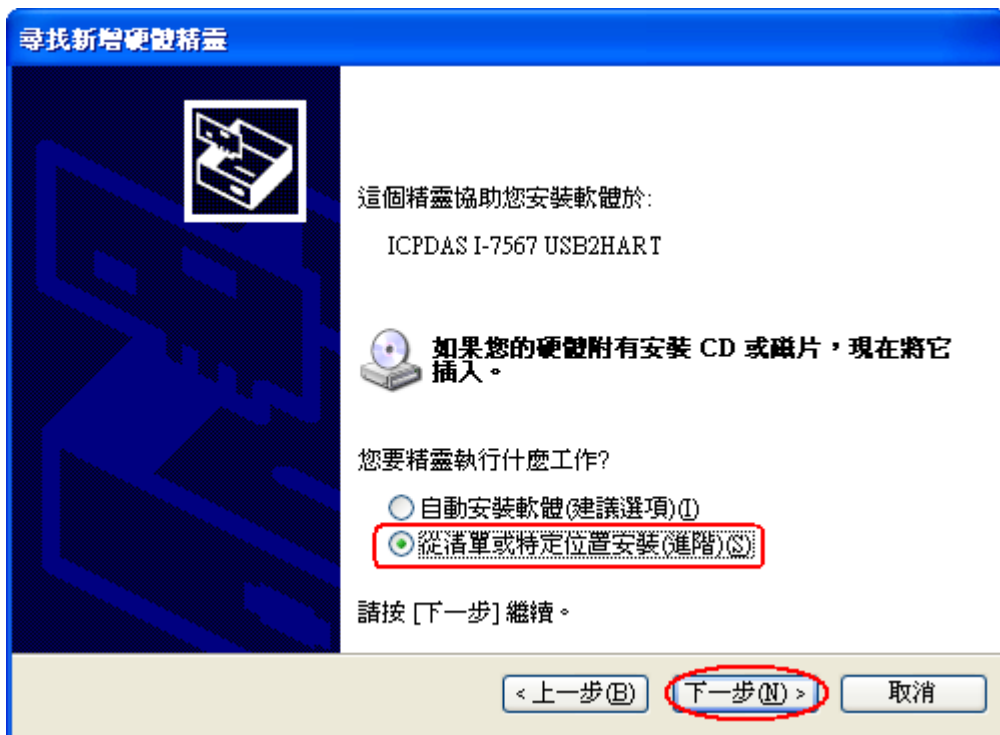 尋找新增硬體精靈
這個精靈協助您安裝軟體於:
ICPDAS I-7567 USB2HART
如果您的硬體附有安裝 CD 或磁片，現在將它
插入。
您要精靈執行什麼工作?
自動安裝軟體(建議選項)(I)
從清單或特定位置安裝(進階)(S)
請按 [下一步] 繼續。
< 上一步(B)
下一步(N) >
取消